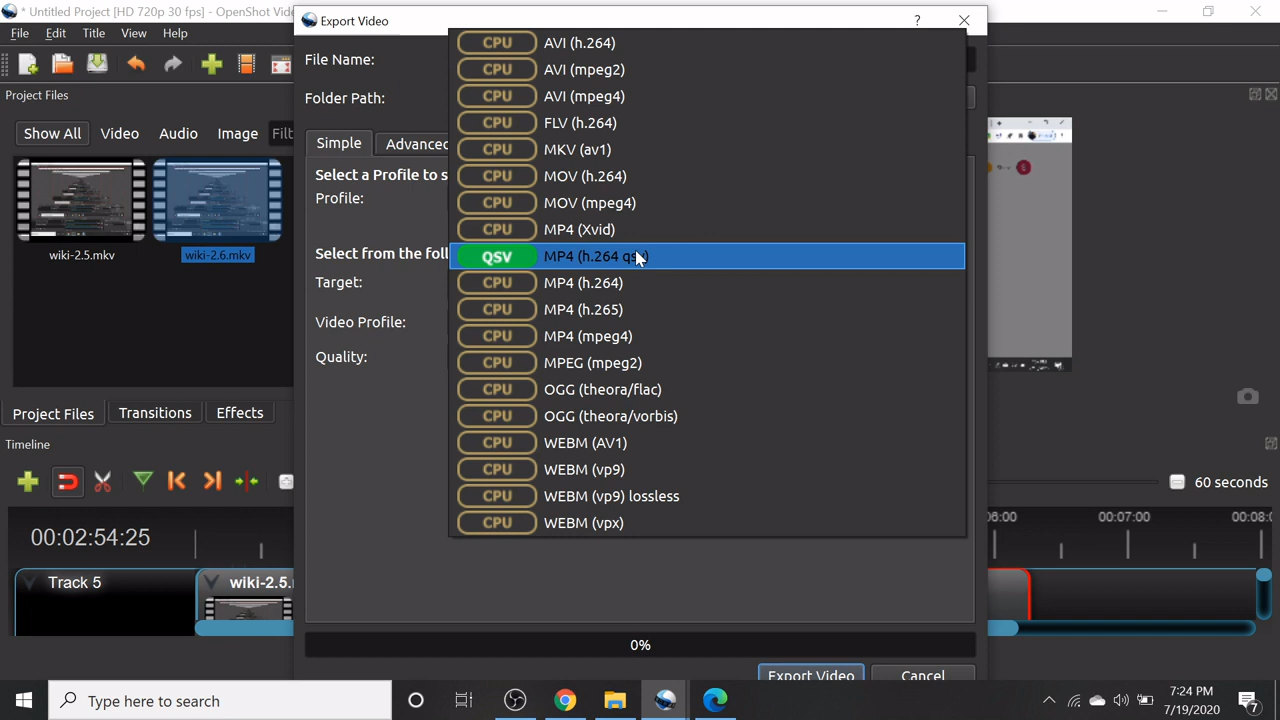 * Untitled Project [HD 720p 30 fps] - OpenShot Vide
Export Video
?
File Edit Title View Help
File Name:
Folder Path:
Project Files
Show All Video Audio Image Filt
Simple Advanced
Select a Profile to s
Profile:
Select from the foll
Target:
Video Profile:
Quality:
CPU AVI (h.264)
CPU AVI (mpeg2)
CPU AVI (mpeg4)
CPU FLV (h.264)
CPU MKV (av1)
CPU MOV (h.264)
CPU MOV (mpeg4)
CPU MP4 (Xvid)
QSV MP4 (h.264 qsv)
CPU MP4 (h.264)
CPU MP4 (h.265)
CPU MP4 (mpeg4)
CPU MPEG (mpeg2)
CPU OGG (theora/flac)
CPU OGG (theora/vorbis)
CPU WEBM (AV1)
CPU WEBM (vp9)
CPU WEBM (vp9) lossless
CPU WEBM (vpx)
wiki-2.5.mkv wiki-2.6.mkv
Project Files Transitions Effects
Timeline
60 seconds
00:02:54:25
6:00 00:07:00 00:08:
Track 5
wiki-2.5.
0%
Export Video Cancel
Type here to search
7:24 PM
7/19/2020
7